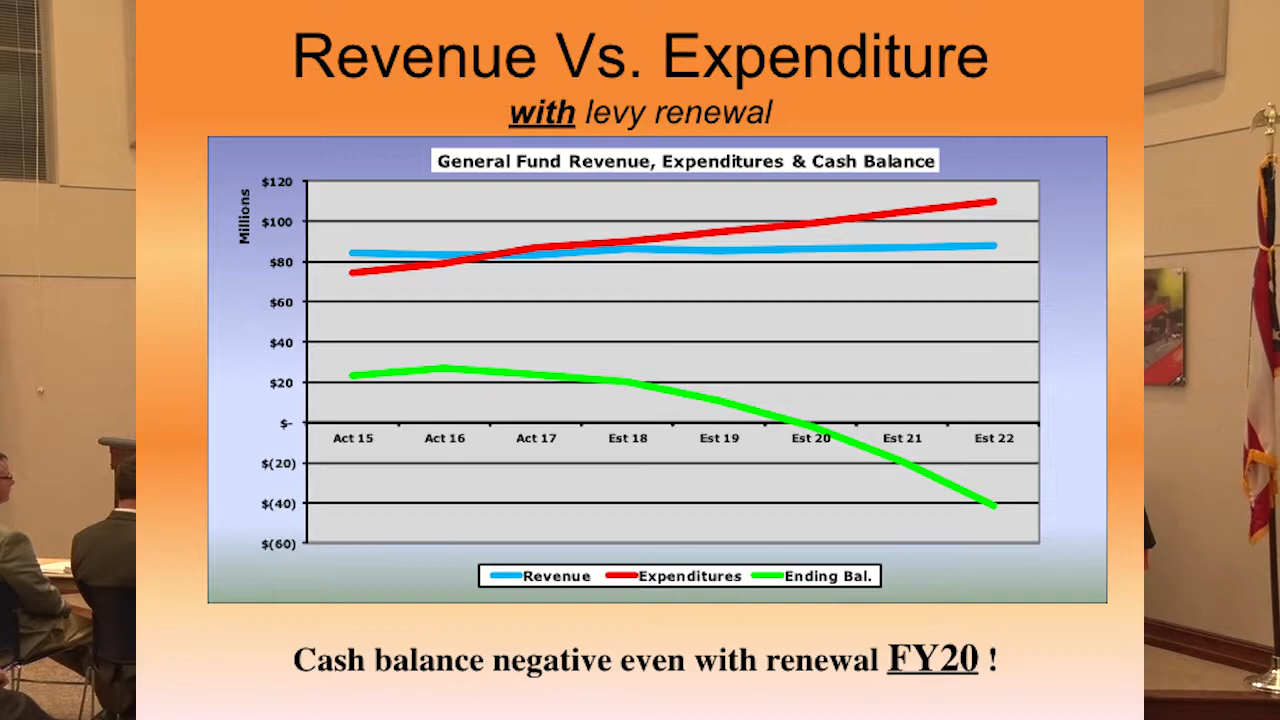 Revenue Vs. Expenditure
with levy renewal
General Fund Revenue, Expenditures & Cash Balance
Millions
$120
$100
$80
$60
$40
$20
$-
$(20)
$(40)
$(60)
Act 15 Act 16 Act 17 Est 18 Est 19 Est 20 Est 21 Est 22
Revenue Expenditures Ending Bal.
Cash balance negative even with renewal FY20 !